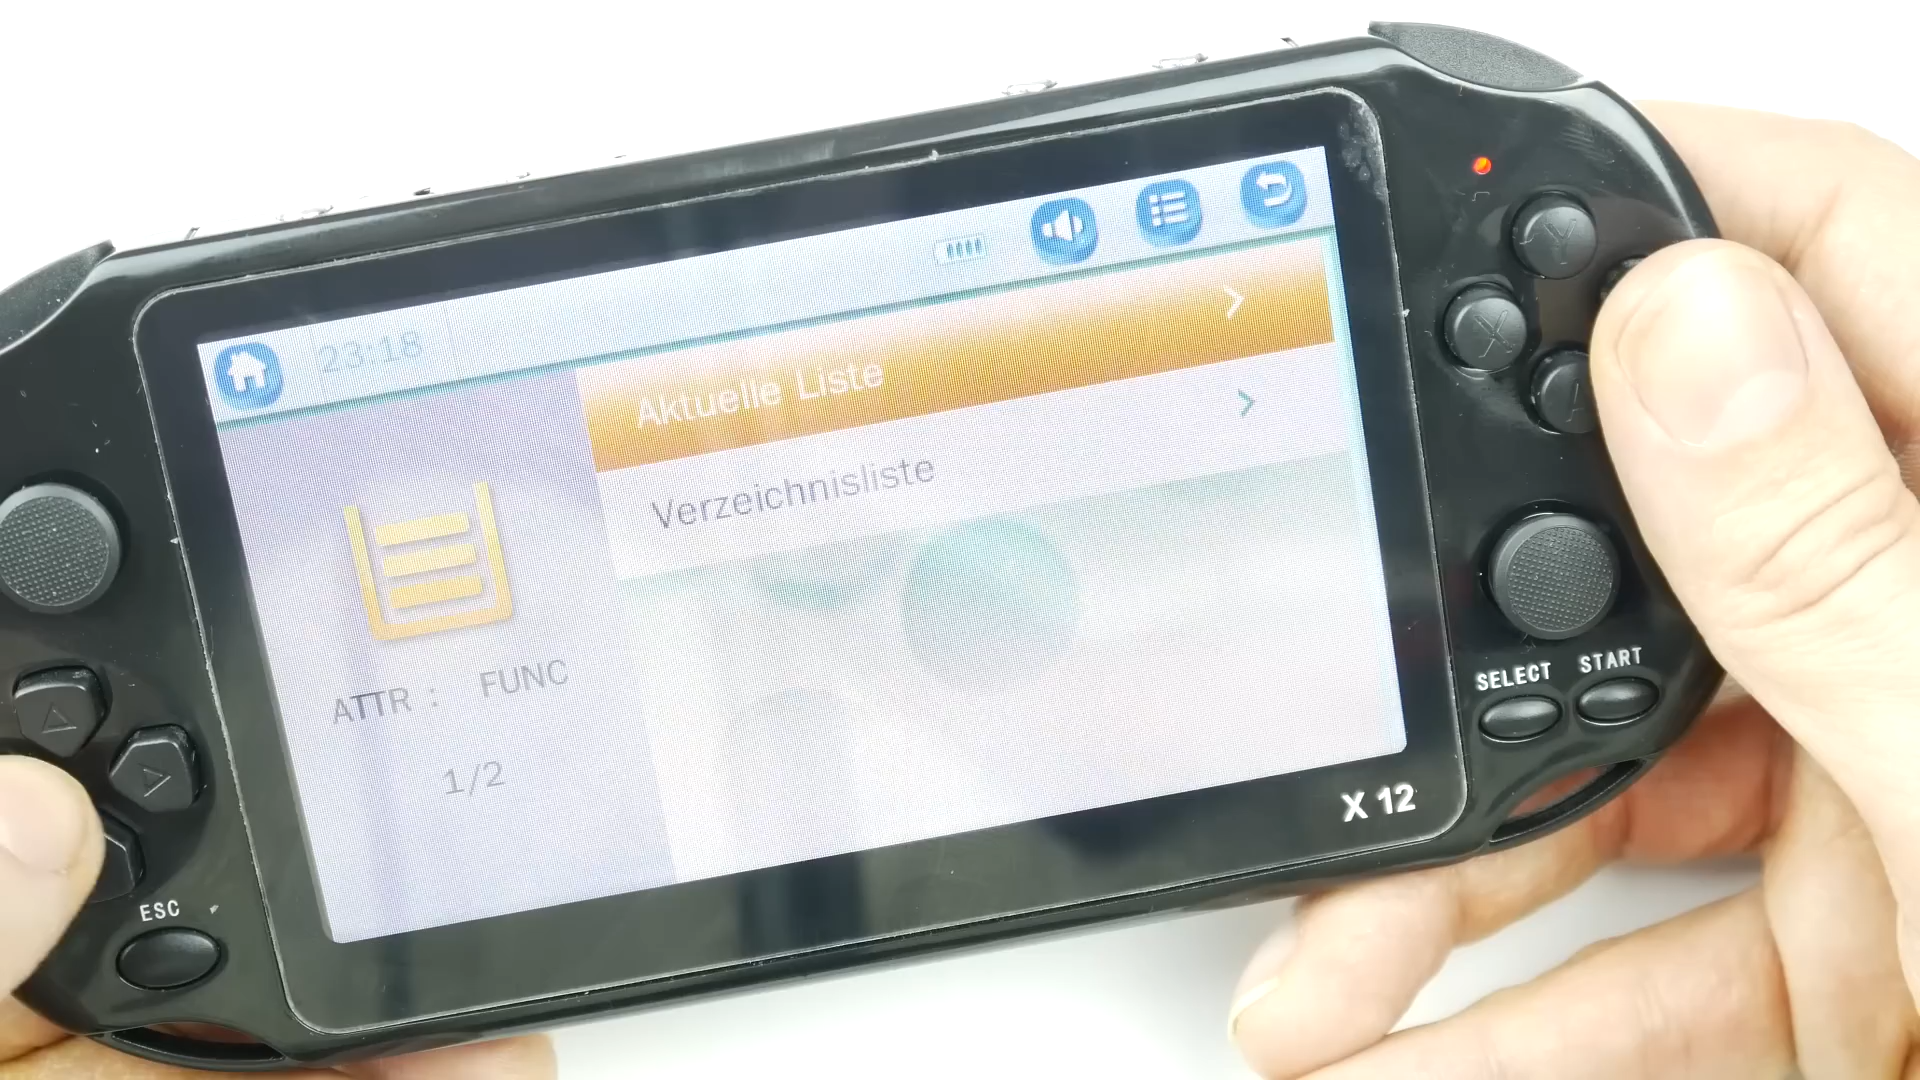 23:18
Aktuelle Liste
Verzeichnisliste
ATTR : FUNC
1/2
X 12
Y
X
SELECT START
ESC